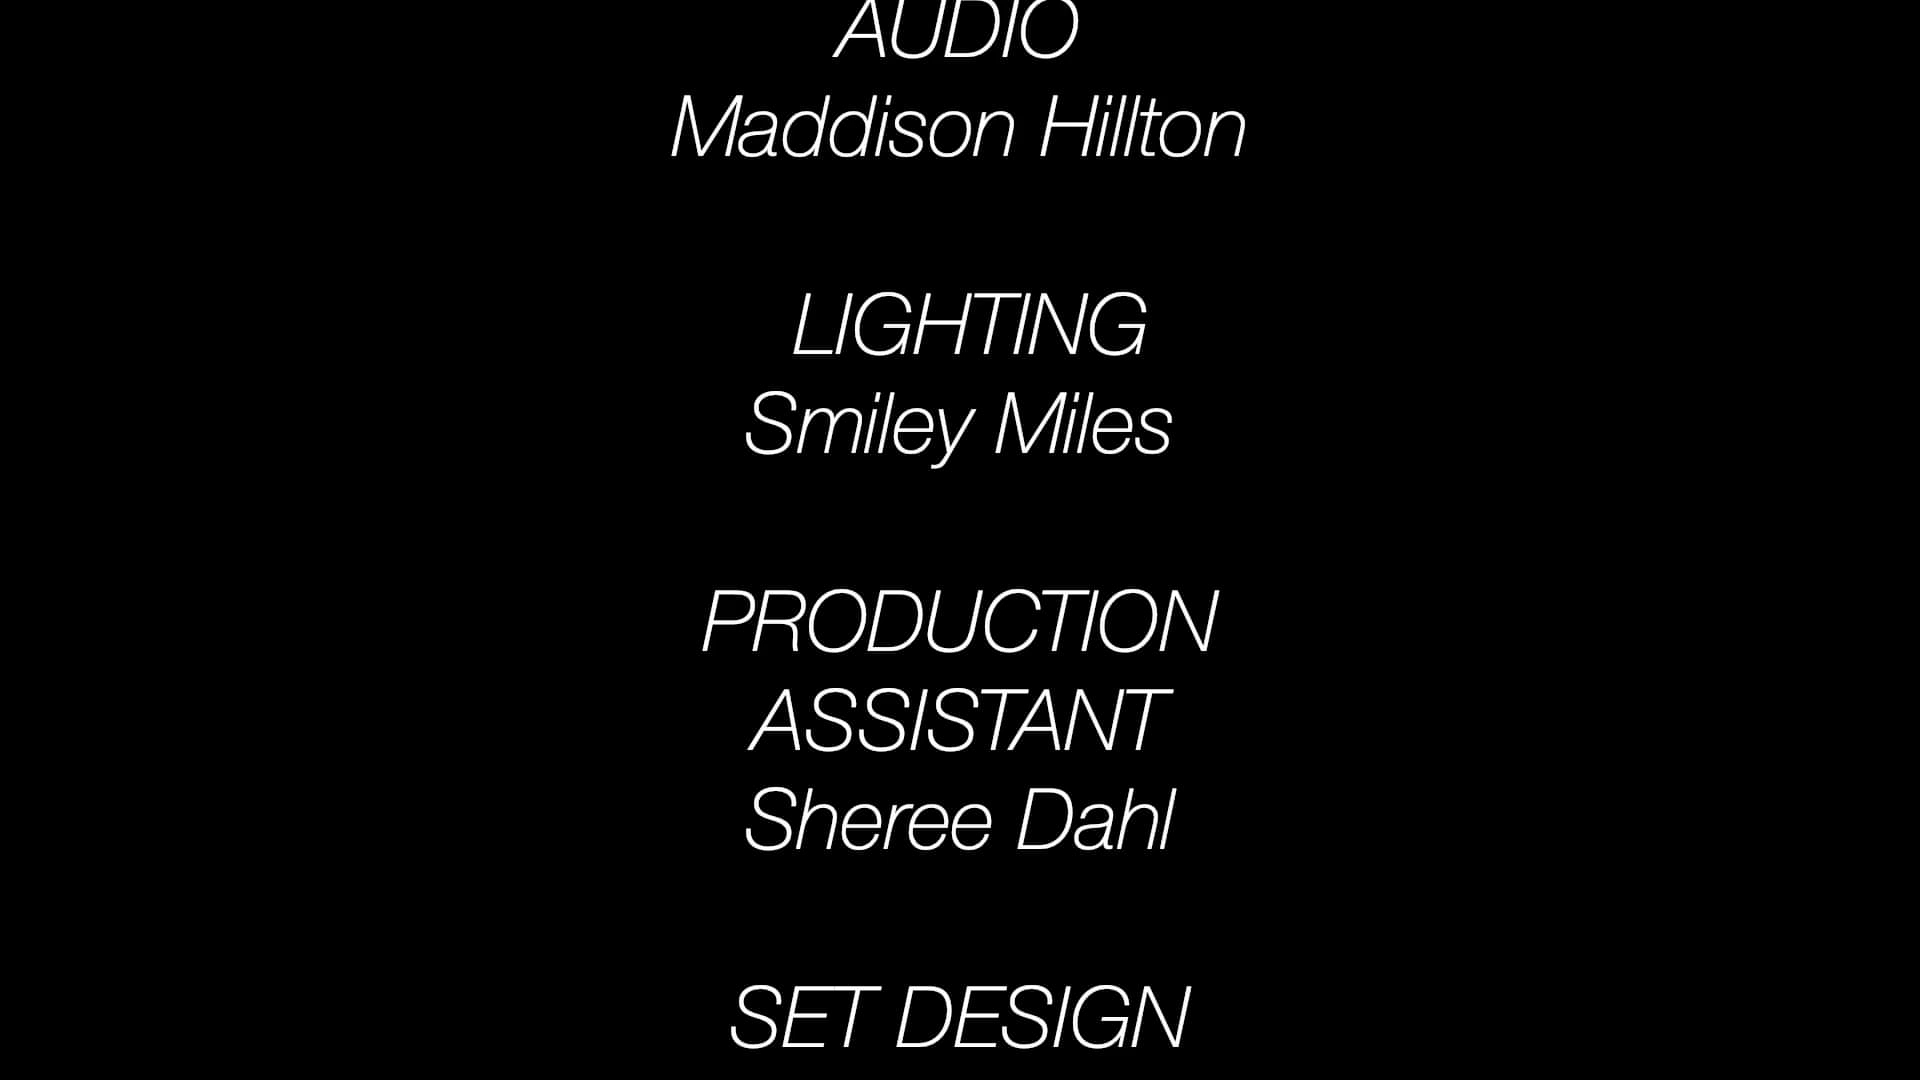 AUDIO
Maddison Hillton
LIGHTING
Smiley Miles
PRODUCTION
ASSISTANT
Sheree Dahl
SET DESIGN